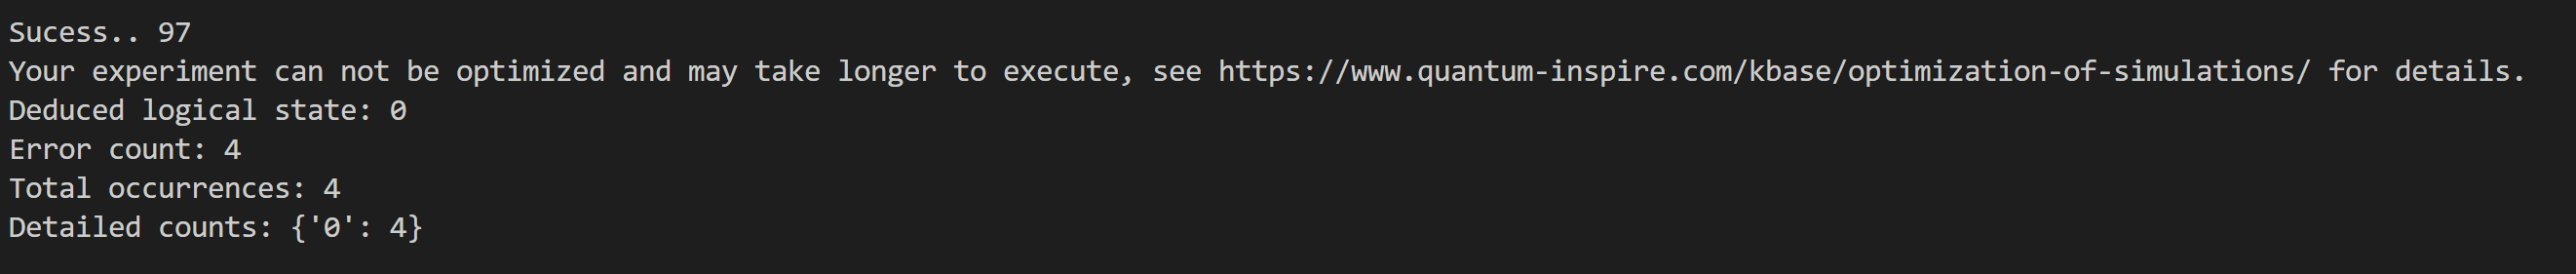 Sucess.. 97
Your experiment can not be optimized and may take longer to execute, see https://www.quantum-inspire.com/kbase/optimization-of-simulations/ for details.
Deduced logical state: 0
Error count: 4
Total occurrences: 4
Detailed counts: {'0': 4}